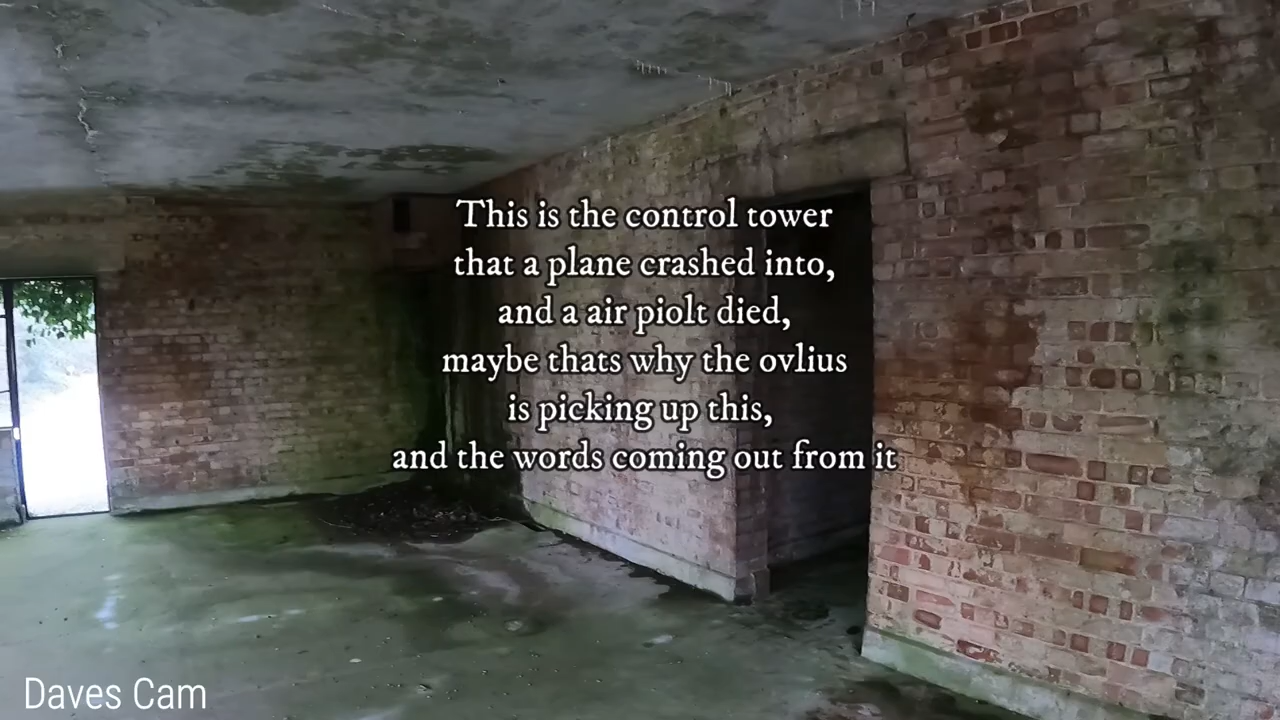 This is the control tower
that a plane crashed into,
and a air piolt died,
maybe thats why the ovlius
is picking up this,
and the words coming out from it
Daves Cam